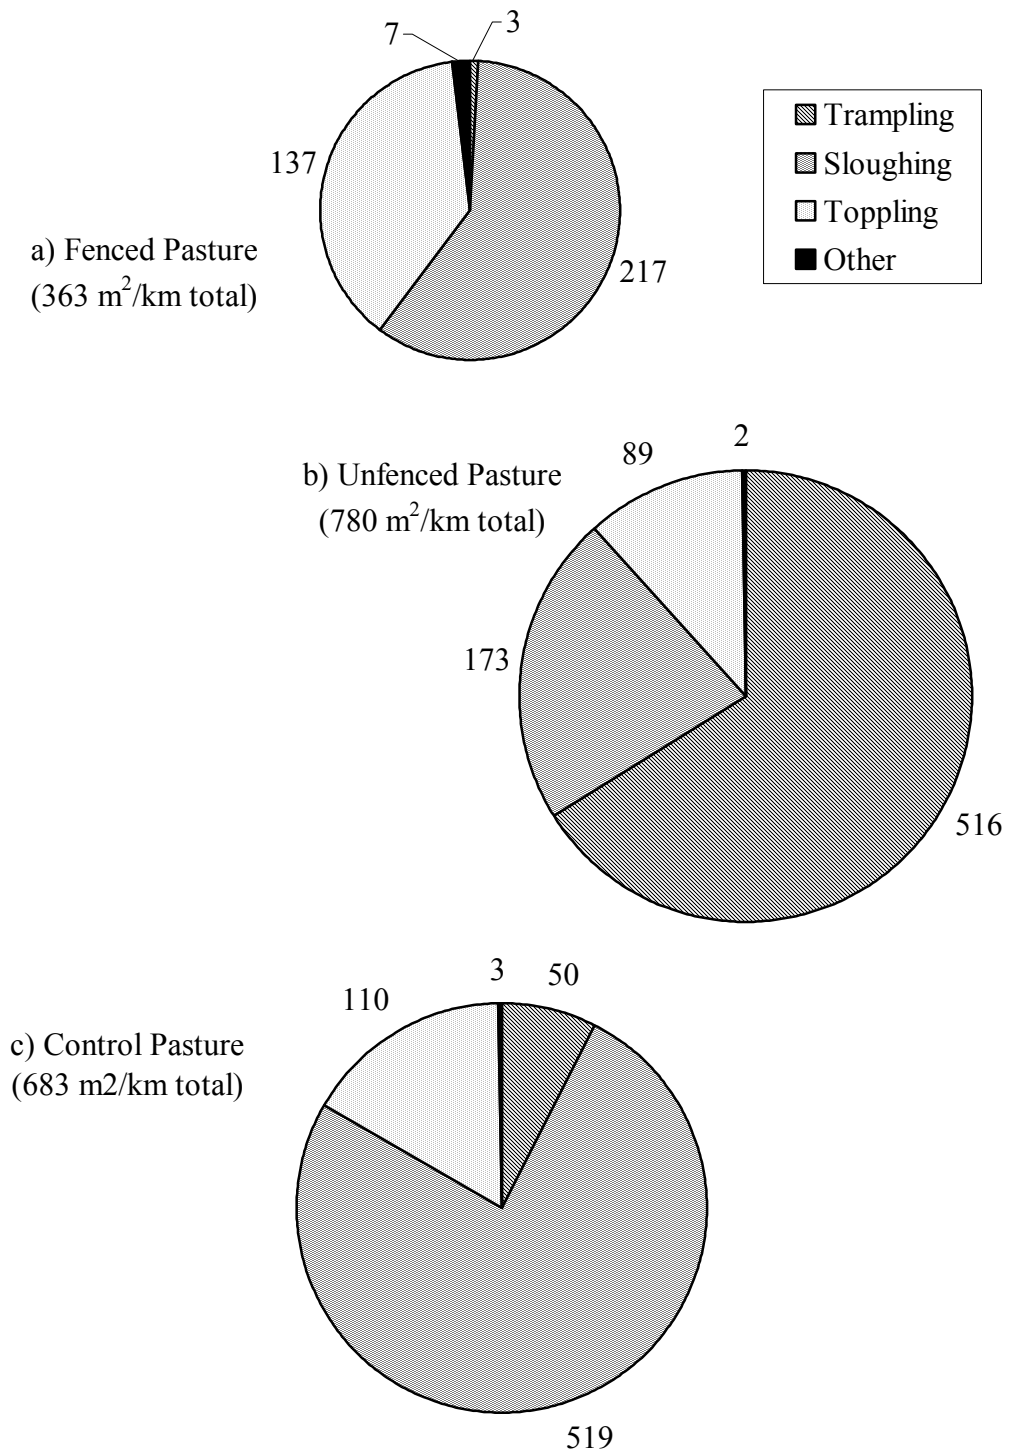 7
3
137
217
a) Fenced Pasture
(363 m²/km total)
Trampling
Sloughing
Toppling
Other
b) Unfenced Pasture
(780 m²/km total)
89
2
173
516
c) Control Pasture
(683 m2/km total)
110
3
50
519